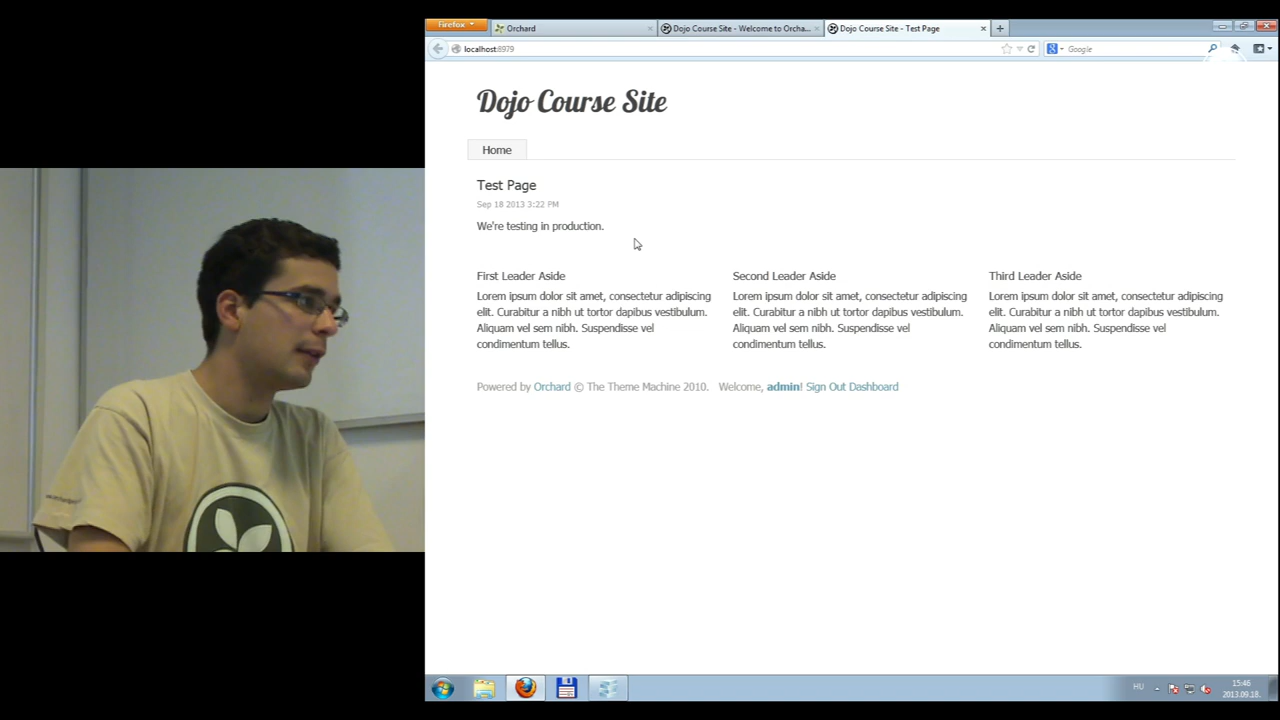 Firefox
Orchard
Dojo Course Site - Welcome to Orcha...
Dojo Course Site - Test Page
localhost:8979
Google
Dojo Course Site
Home
Test Page
Sep 18 2013 3:22 PM
We're testing in production.
First Leader Aside
Lorem ipsum dolor sit amet, consectetur adipiscing
elit. Curabitur a nibh ut tortor dapibus vestibulum.
Aliquam vel sem nibh. Suspendisse vel
condimentum tellus.
Second Leader Aside
Lorem ipsum dolor sit amet, consectetur adipiscing
elit. Curabitur a nibh ut tortor dapibus vestibulum.
Aliquam vel sem nibh. Suspendisse vel
condimentum tellus.
Third Leader Aside
Lorem ipsum dolor sit amet, consectetur adipiscing
elit. Curabitur a nibh ut tortor dapibus vestibulum.
Aliquam vel sem nibh. Suspendisse vel
condimentum tellus.
Powered by Orchard © The Theme Machine 2010. Welcome, admin! Sign Out Dashboard
HU
15:46
2013.09.18.